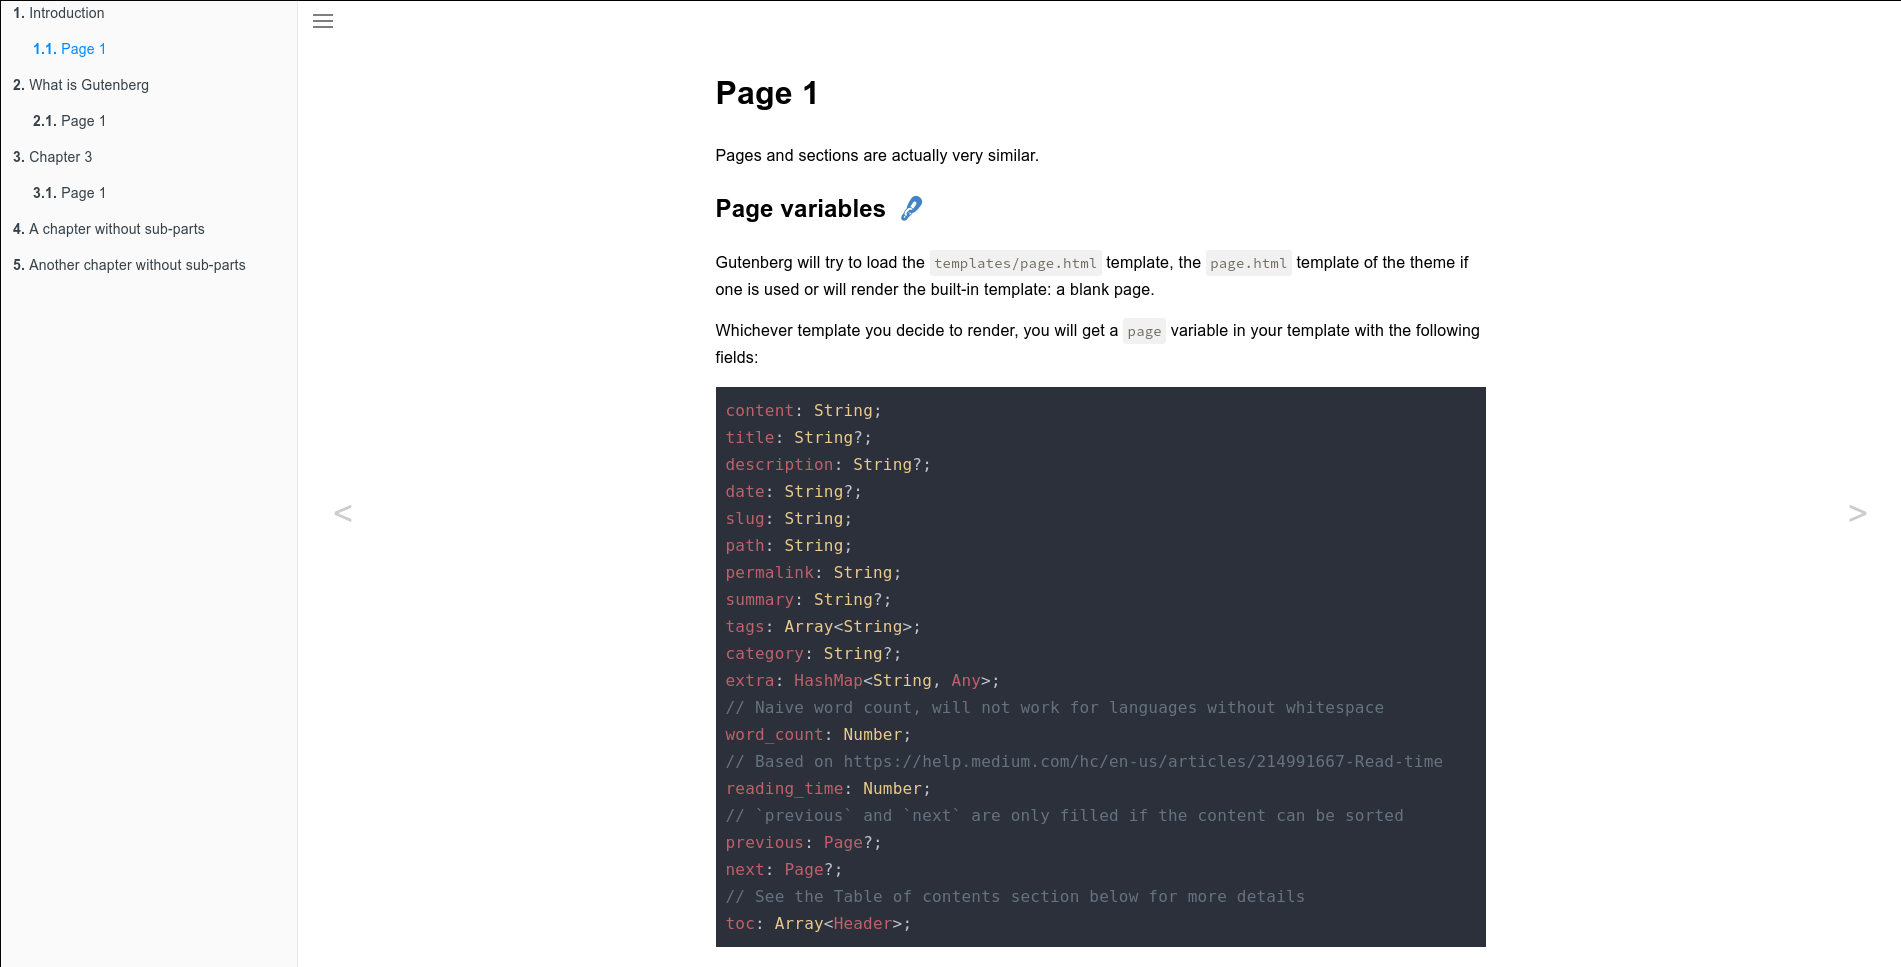 1. Introduction
1.1. Page 1
2. What is Gutenberg
2.1. Page 1
3. Chapter 3
3.1. Page 1
4. A chapter without sub-parts
5. Another chapter without sub-parts
<
>
Page 1
Pages and sections are actually very similar.
Page variables
Gutenberg will try to load the templates/page.html template, the page.html template of the theme if
one is used or will render the built-in template: a blank page.
Whichever template you decide to render, you will get a page variable in your template with the following
fields:
content: String;
title: String?;
description: String?;
date: String?;
slug: String;
path: String;
permalink: String;
summary: String?;
tags: Array<String>;
category: String?;
extra: HashMap<String, Any>;
// Naive word count, will not work for languages without whitespace
word_count: Number;
// Based on https://help.medium.com/hc/en-us/articles/214991667-Read-time
reading_time: Number;
// `previous` and `next` are only filled if the content can be sorted
previous: Page?;
next: Page?;
// See the Table of contents section below for more details
toc: Array<Header>;